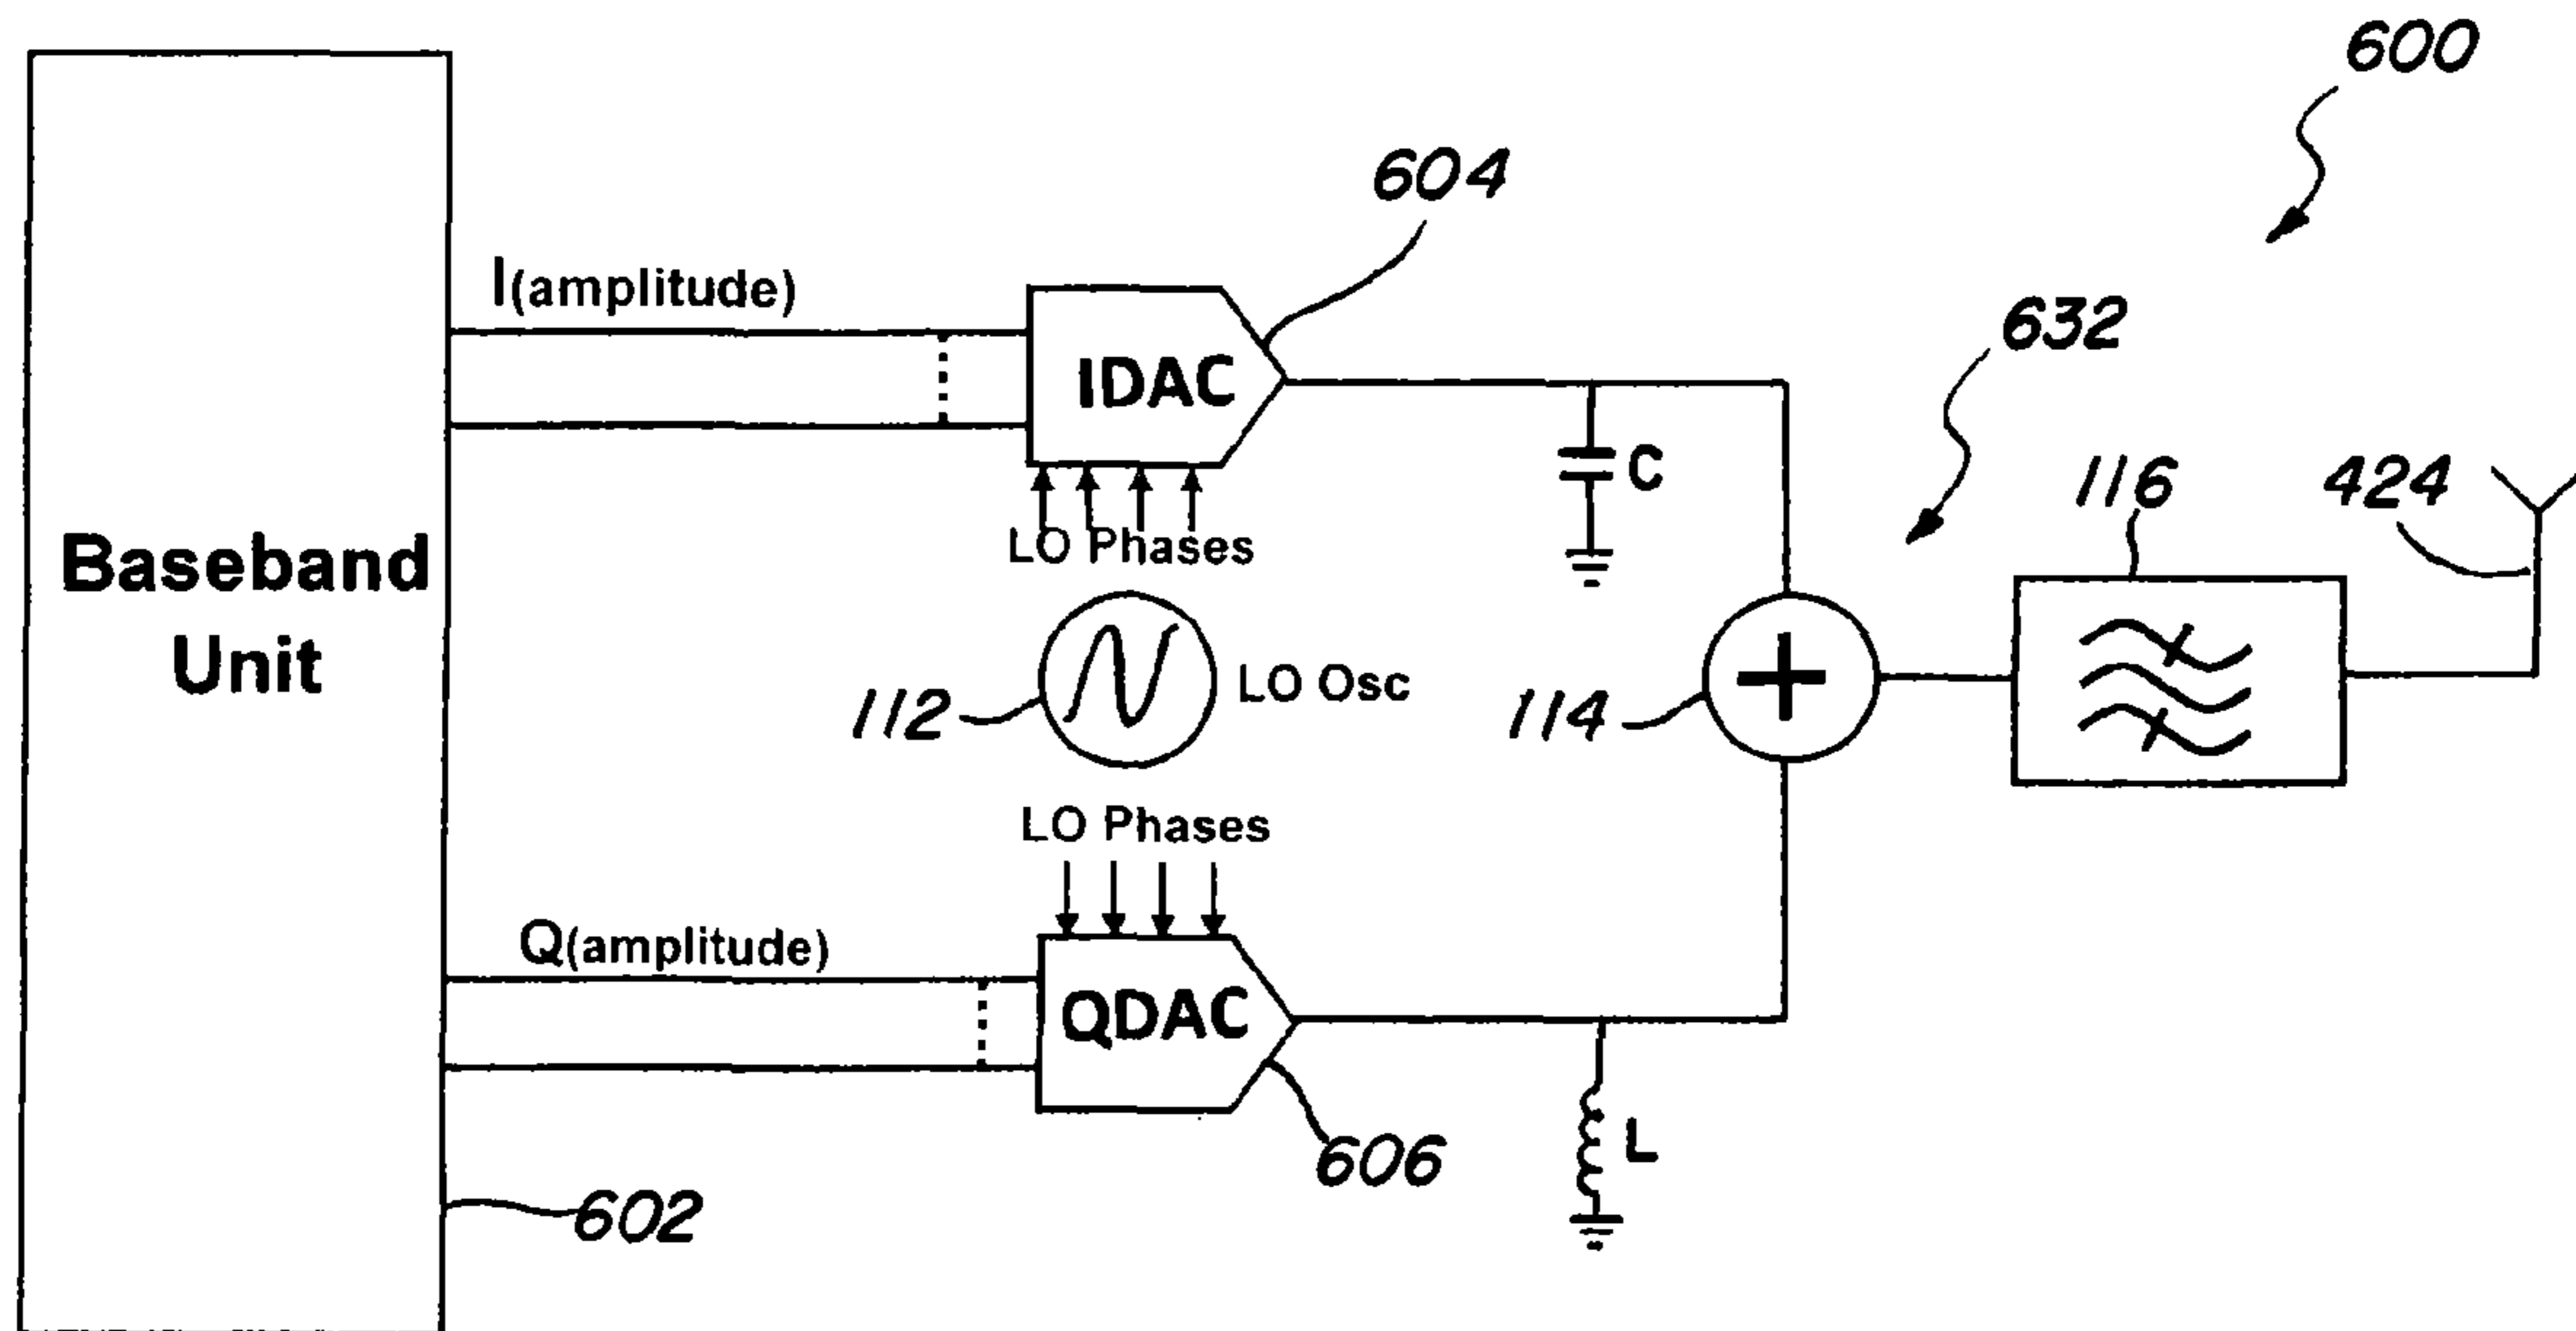 600
604
I(amplitude)
632
IDAC
C
116
424
LO Phases
Baseband
Unit
LO Osc
112
114
LO Phases
Q(amplitude)
QDAC
L
606
602